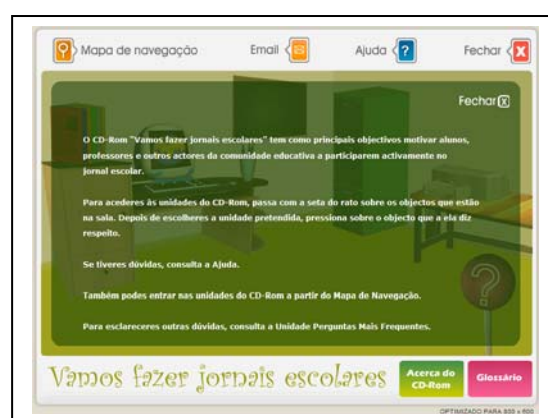 Mapa de navegação Email Ajuda ? Fechar X
Fechar X
O CD-Rom "Vamos fazer jornais escolares" tem como principais objectivos motivar alunos,
professores e outros actores da comunidade educativa a participarem activamente no
jornal escolar.
Para acederes às unidades do CD-Rom, passa com a seta do rato sobre os objectos que estão
na sala. Depois de escolheres a unidade pretendida, pressiona sobre o objecto que a ela diz
respeito.
Se tiveres dúvidas, consulta a Ajuda.
Também podes entrar nas unidades do CD-Rom a partir do Mapa de Navegação.
Para esclareceres outras dúvidas, consulta a Unidade Perguntas Mais Frequentes.
?
Vamos fazer jornais escolares
Acerca do
CD-Rom
Glossário
OPTIMIZADO PARA 800 x 600